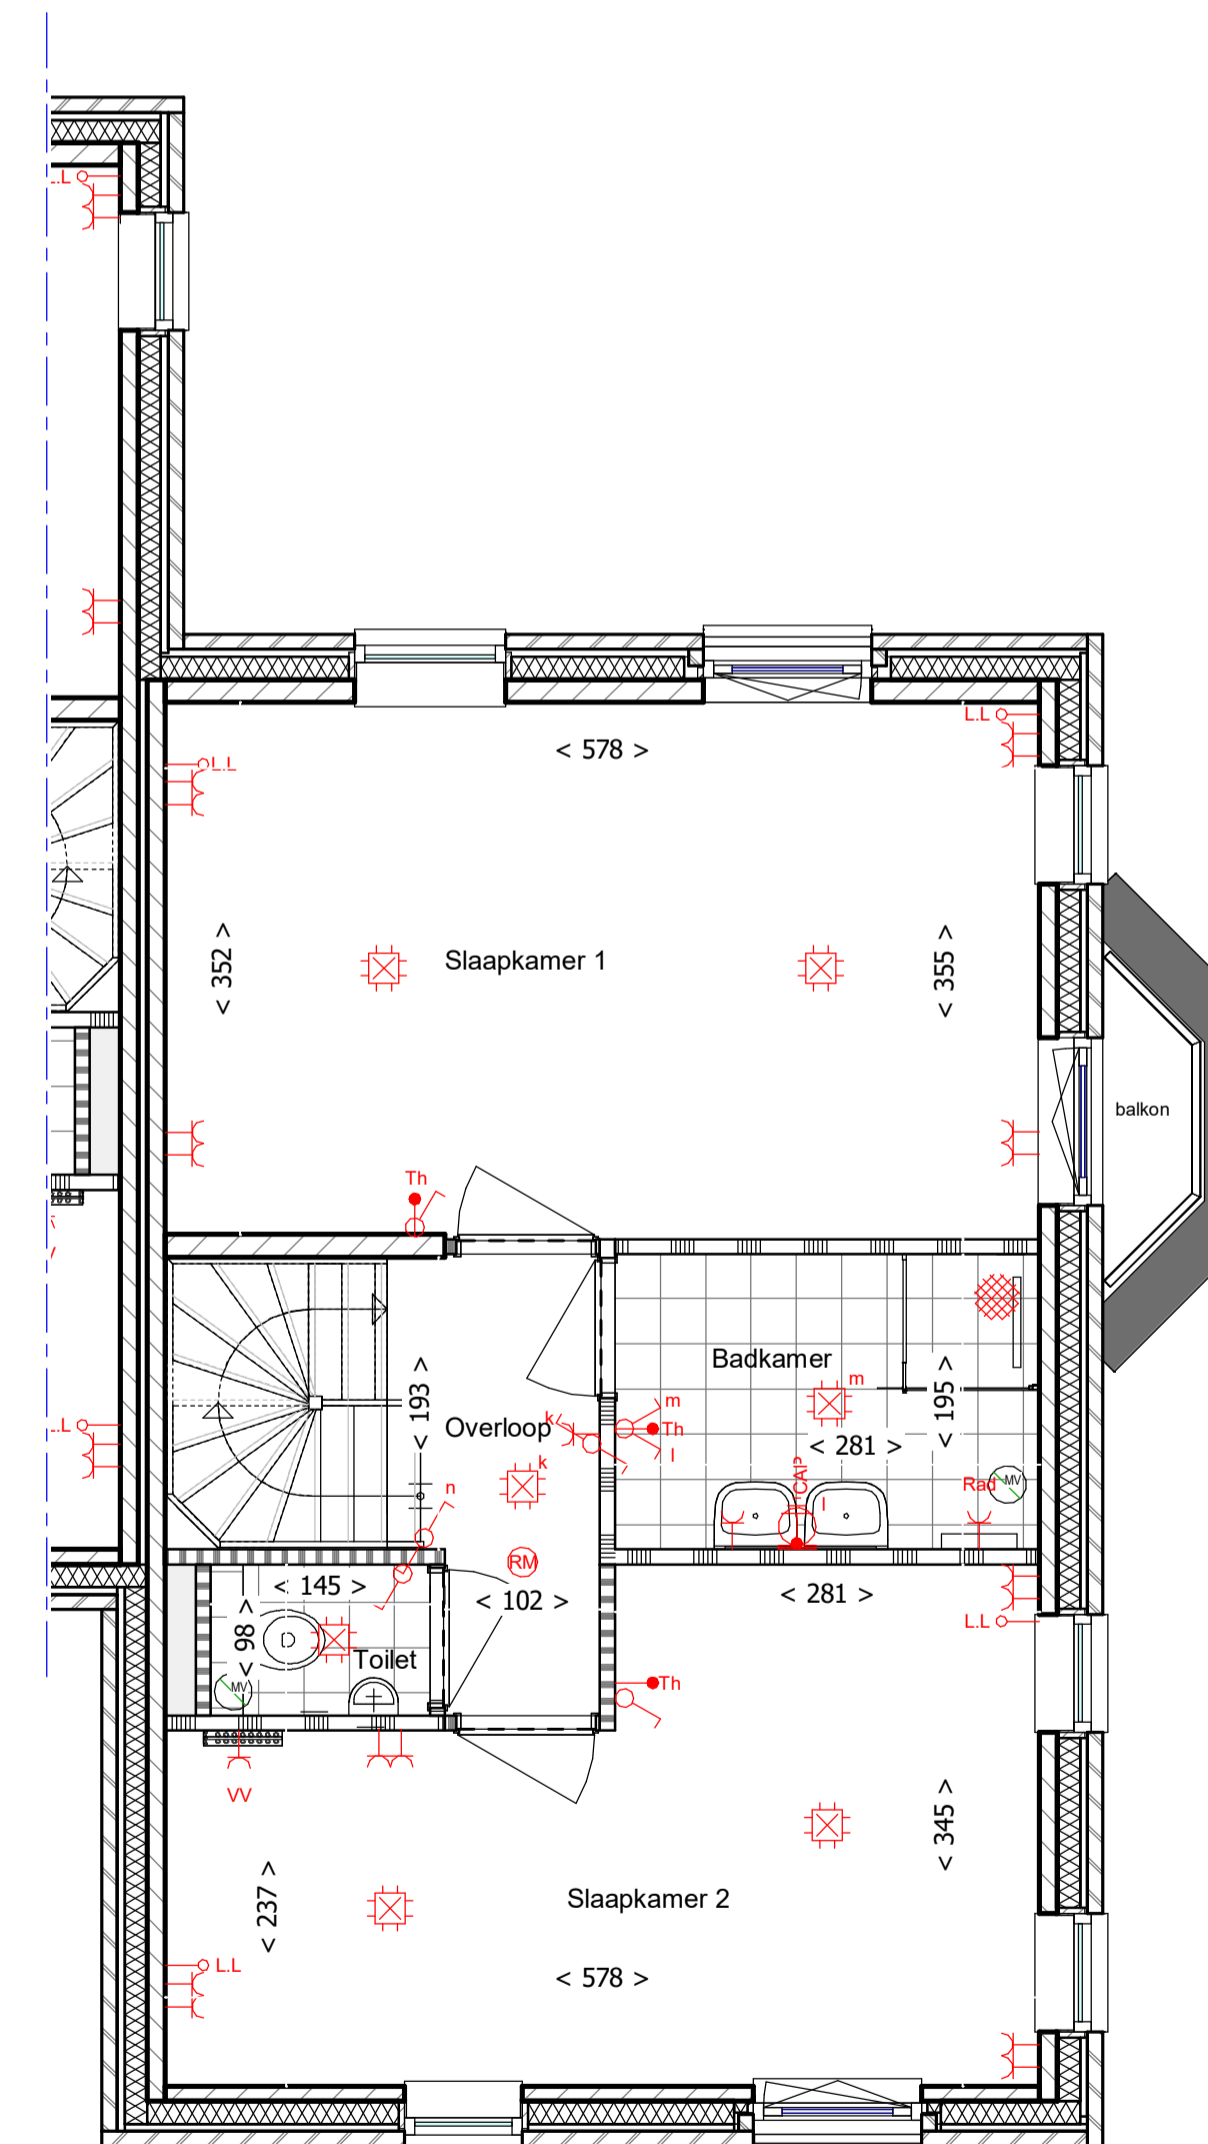 L.L
L.L
< 578 >
L.L
< 352 >
Slaapkamer 1
< 355 >
balkon
Th
Badkamer
m
< 193 >
< 195 >
k
Overloop
m
Th
l
< 281 >
k
CAP
l
Rad
MV
n
RM
< 145 >
< 102 >
< 281 >
< 98 >
L.L
Toilet
MV
Th
VV
< 345 >
< 237 >
Slaapkamer 2
L.L
< 578 >
L.L